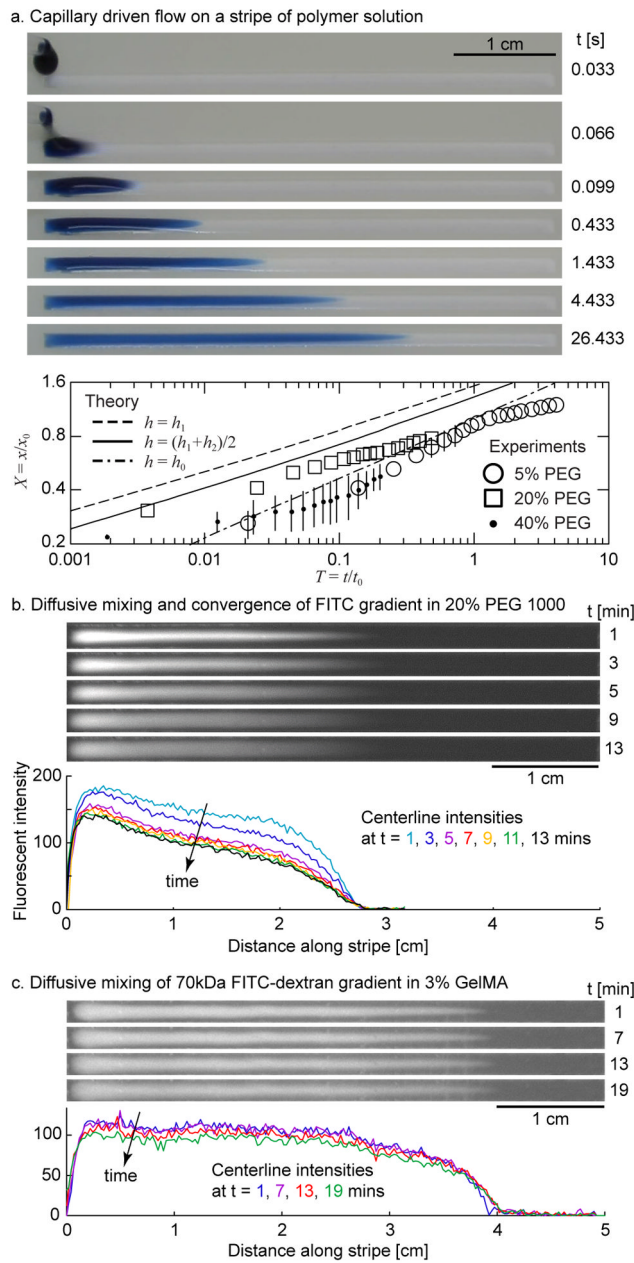 a. Capillary driven flow on a stripe of polymer solution
t [s]
1 cm
0.033
0.066
0.099
0.433
1.433
4.433
26.433
1.6
0.8
0.4
0.2
X = x/x₀
Theory
h = h₁
h = (h₁+h₂)/2
h = h₀
Experiments
5% PEG
20% PEG
40% PEG
0.001 0.01 0.1 1 10
T = t/t₀
b. Diffusive mixing and convergence of FITC gradient in 20% PEG 1000
t [min]
1
3
5
9
13
1 cm
200
100
0
Fluorescent intensity
Centerline intensities
at t = 1, 3, 5, 7, 9, 11, 13 mins
time
0 1 2 3 4 5
Distance along stripe [cm]
c. Diffusive mixing of 70kDa FITC-dextran gradient in 3% GelMA
t [min]
1
7
13
19
1 cm
100
50
0
time
Centerline intensities
at t = 1, 7, 13, 19 mins
0 1 2 3 4 5
Distance along stripe [cm]